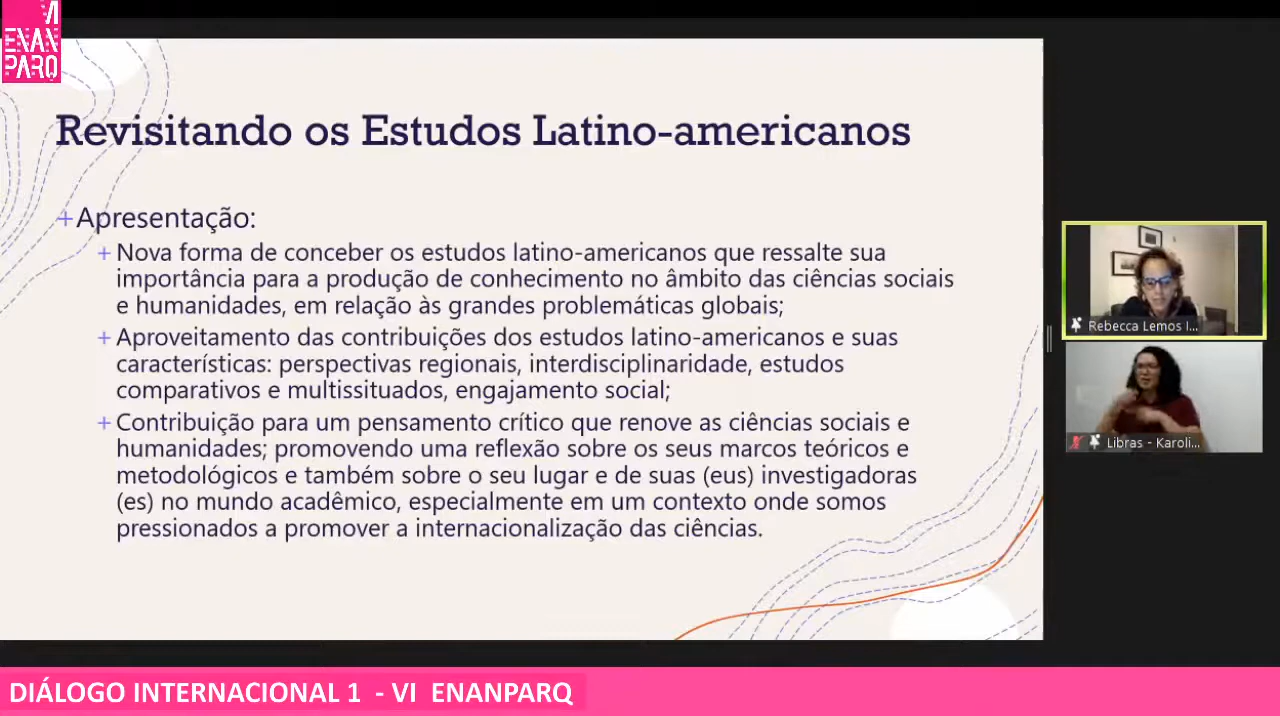 VI
ENAN
PARQ
Revisitando os Estudos Latino-americanos
+Apresentação:
+Nova forma de conceber os estudos latino-americanos que ressalte sua
importância para a produção de conhecimento no âmbito das ciências sociais
e humanidades, em relação às grandes problemáticas globais;
+Aproveitamento das contribuições dos estudos latino-americanos e suas
características: perspectivas regionais, interdisciplinaridade, estudos
comparativos e multissituados, engajamento social;
+Contribuição para um pensamento crítico que renove as ciências sociais e
humanidades; promovendo uma reflexão sobre os seus marcos teóricos e
metodológicos e também sobre o seu lugar e de suas (eus) investigadoras
(es) no mundo acadêmico, especialmente em um contexto onde somos
pressionados a promover a internacionalização das ciências.
Rebecca Lemos I...
Libras - Karoli...
DIÁLOGO INTERNACIONAL 1 - VI ENANPARQ